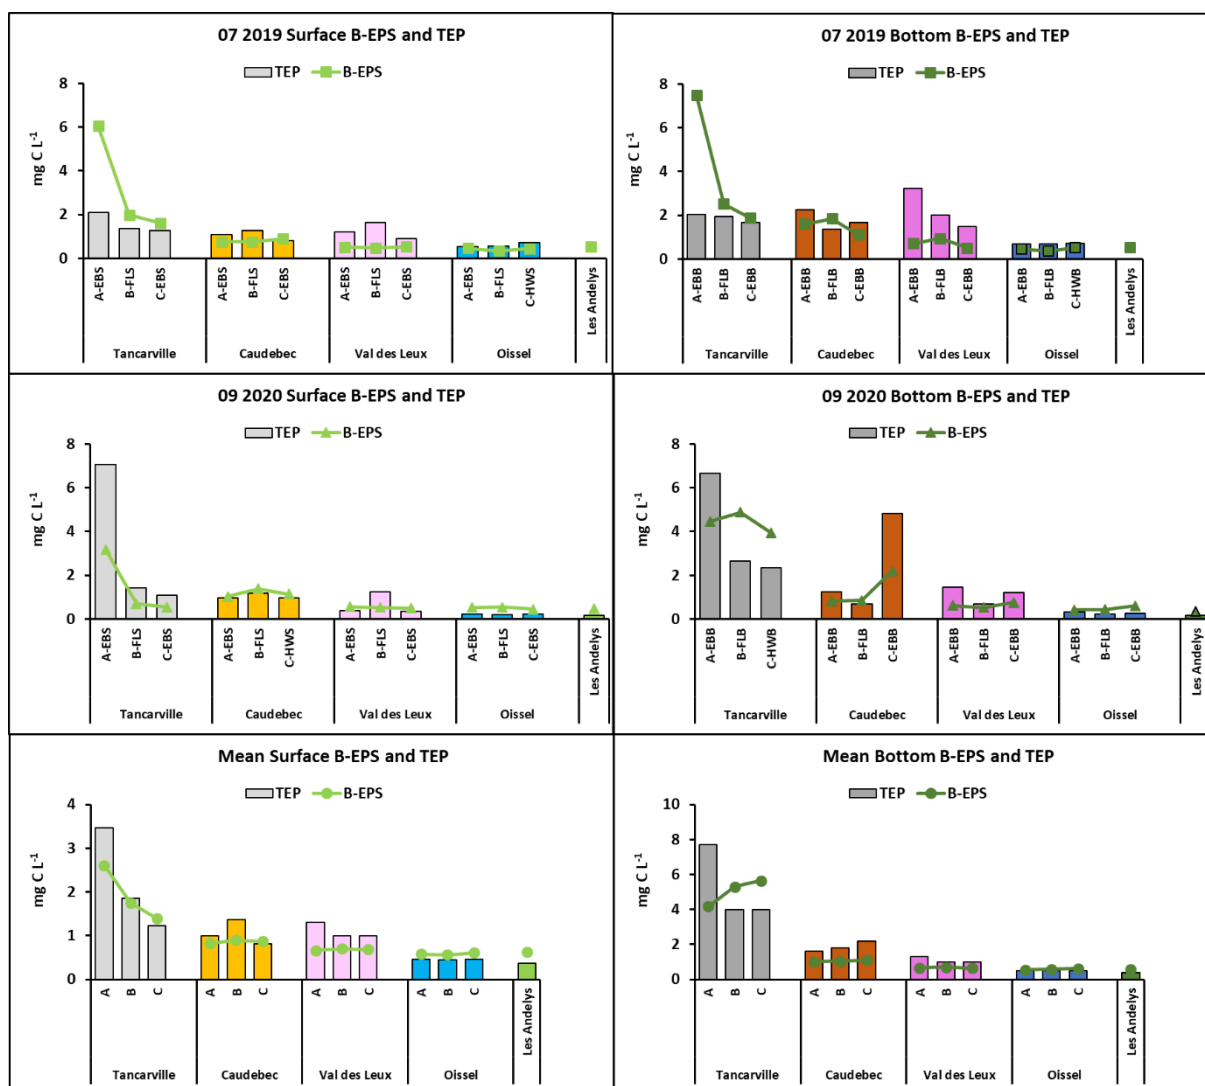 07 2019 Surface B-EPS and TEP
TEP B-EPS
8
6
4
2
0
mg C L⁻¹
A-EBS B-FLS C-EBS A-EBS B-FLS C-EBS A-EBS B-FLS C-EBS A-EBS B-FLS C-HWS Les Andelys
Tancarville Caudebec Val des Leux Oissel
07 2019 Bottom B-EPS and TEP
TEP B-EPS
8
6
4
2
0
mg C L⁻¹
A-EBB B-FLB C-EBB A-EBB B-FLB C-EBB A-EBB B-FLB C-EBB A-EBB B-FLB C-HWB Les Andelys
Tancarville Caudebec Val des Leux Oissel
09 2020 Surface B-EPS and TEP
TEP B-EPS
8
6
4
2
0
mg C L⁻¹
A-EBS B-FLS C-EBS A-EBS B-FLS C-HWS A-EBS B-FLS C-EBS A-EBS B-FLS C-EBS Les Andelys
Tancarville Caudebec Val des Leux Oissel
09 2020 Bottom B-EPS and TEP
TEP B-EPS
8
6
4
2
0
mg C L⁻¹
A-EBB B-FLB C-HWB A-EBB B-FLB C-EBB A-EBB B-FLB C-EBB A-EBB B-FLB C-EBB Les Andelys
Tancarville Caudebec Val des Leux Oissel
Mean Surface B-EPS and TEP
TEP B-EPS
4
3
2
1
0
mg C L⁻¹
A B C A B C A B C A B C Les Andelys
Tancarville Caudebec Val des Leux Oissel
Mean Bottom B-EPS and TEP
TEP B-EPS
10
8
6
4
2
0
mg C L⁻¹
A B C A B C A B C A B C Les Andelys
Tancarville Caudebec Val des Leux Oissel